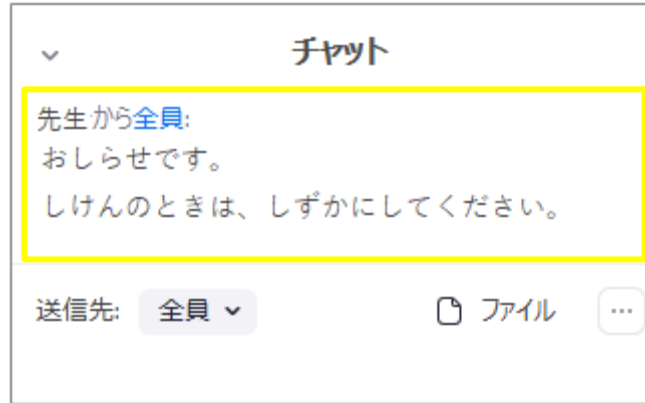 チャット
先生から全員:
おしらせです。
しけんのときは、しずかにしてください。
送信先: 全員 ファイル